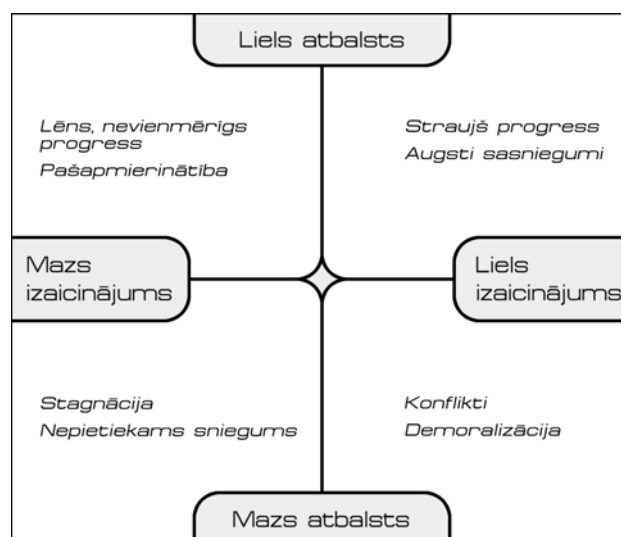 Liels atbalsts
Lēns, nevienmērīgs
progress
Pašapmierinātība
Straujš progress
Augsti sasniegumi
Mazs
izaicinājums
Liels
izaicinājums
Stagnācija
Nepietiekams sniegums
Konflikti
Demoralizācija
Mazs atbalsts